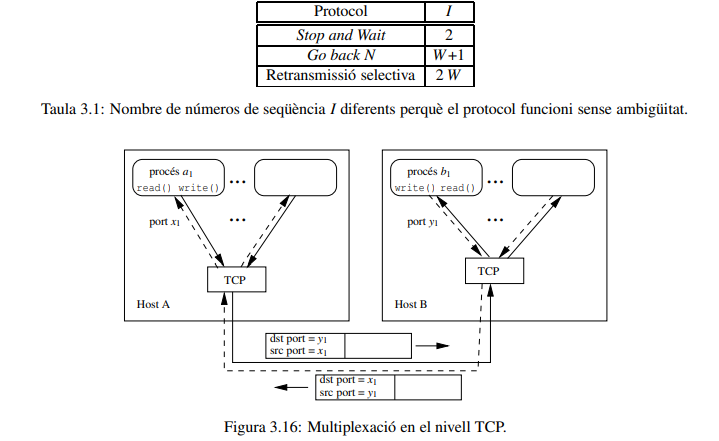 Protocol I
Stop and Wait 2
Go back N W+1
Retransmissió selectiva 2 W
Taula 3.1: Nombre de números de seqüència I diferents perquè el protocol funcioni sense ambigüitat.
procés a1
read() write()
...
port x1
...
TCP
Host A
procés b1
write() read()
...
port y1
...
TCP
Host B
dst port = y1
src port = x1
dst port = x1
src port = y1
Figura 3.16: Multiplexació en el nivell TCP.